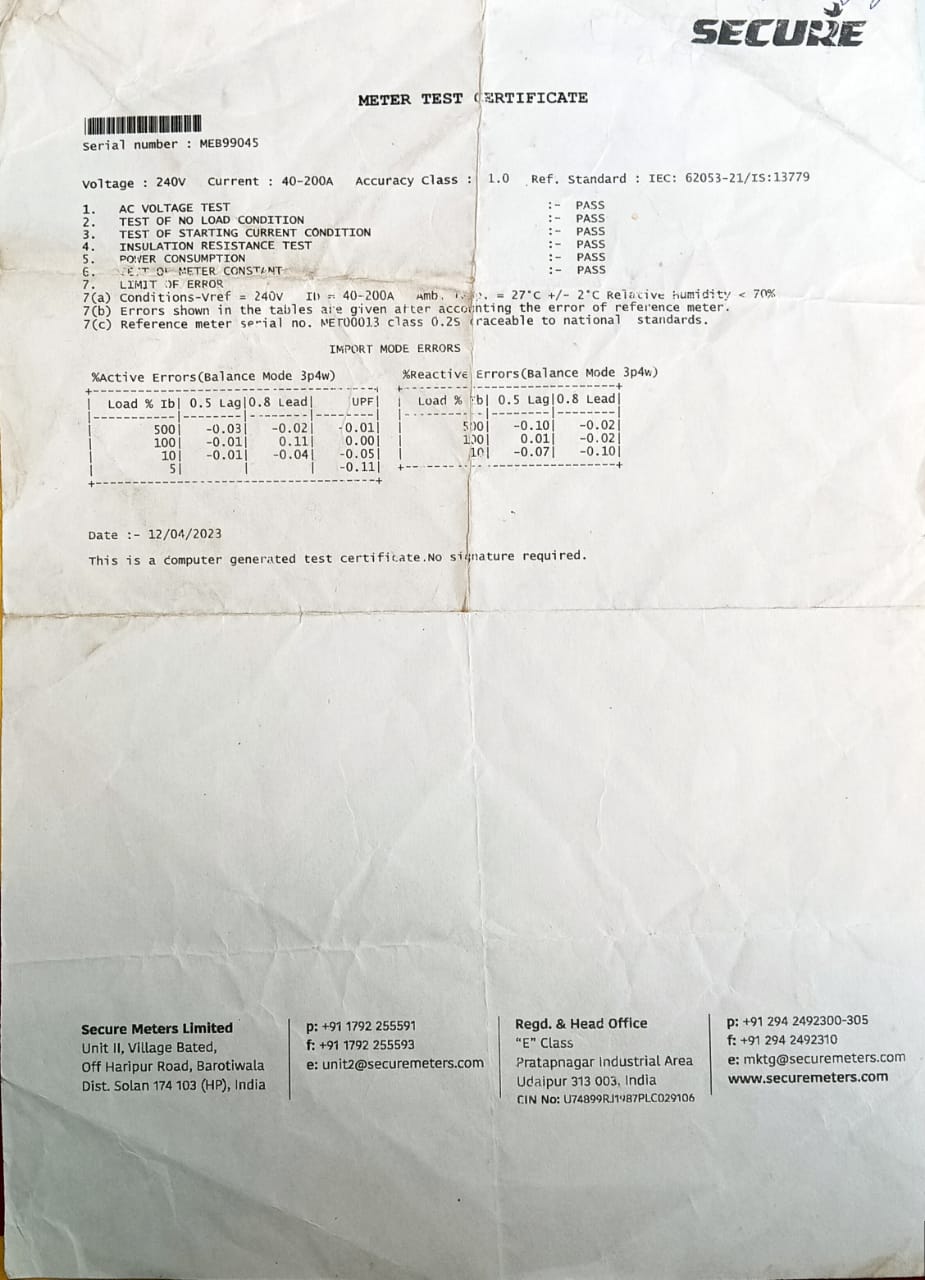 SECURE
METER TEST CERTIFICATE
Serial number : MEB99045
Voltage : 240V Current : 40-200A Accuracy Class : 1.0 Ref. Standard : IEC: 62053-21/IS:13779
1. AC VOLTAGE TEST :- PASS
2. TEST OF NO LOAD CONDITION :- PASS
3. TEST OF STARTING CURRENT CONDITION :- PASS
4. INSULATION RESISTANCE TEST :- PASS
5. POWER CONSUMPTION :- PASS
6. TEST OF METER CONSTANT :- PASS
7. LIMIT OF ERROR
7(a) Conditions-Vref = 240V Ib = 40-200A Amb. = 27°C +/- 2°C Relative humidity < 70%
7(b) Errors shown in the tables are given after accounting the error of reference meter.
7(c) Reference meter serial no. MET00013 class 0.2S traceable to national standards.
IMPORT MODE ERRORS
%Active Errors(Balance Mode 3p4w) %Reactive Errors(Balance Mode 3p4w)
Load % Ib| 0.5 Lag|0.8 Lead| UPF| Load % Ib| 0.5 Lag|0.8 Lead|
500| -0.03| -0.02| -0.01| 500| -0.10| -0.02|
100| -0.01| 0.11| 0.00| 100| 0.01| -0.02|
10| -0.01| -0.04| -0.05| 10| -0.07| -0.10|
5| | | -0.11|
Date :- 12/04/2023
This is a computer generated test certificate.No signature required.
Secure Meters Limited
Unit II, Village Bated,
Off Haripur Road, Barotiwala
Dist. Solan 174 103 (HP), India
p: +91 1792 255591
f: +91 1792 255593
e: unit2@securemeters.com
Regd. & Head Office
“E” Class
Pratapnagar Industrial Area
Udaipur 313 003, India
CIN No: U74899RJ1987PLC029106
p: +91 294 2492300-305
f: +91 294 2492310
e: mktg@securemeters.com
www.securemeters.com